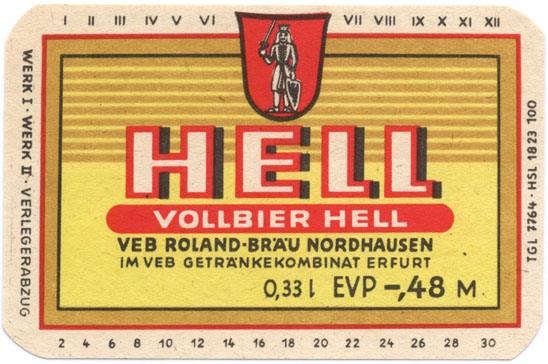 I II III IV V VI VII VIII IX X XI XII
WERK I · WERK II · VERLEGERABZUG
HELL
VOLLBIER HELL
VEB ROLAND-BRÄU NORDHAUSEN
IM VEB GETRÄNKEKOMBINAT ERFURT
0,33 l EVP -,48 M
TGL 7764 · HSL 1823 100
2 4 6 8 10 12 14 16 18 20 22 24 26 28 30